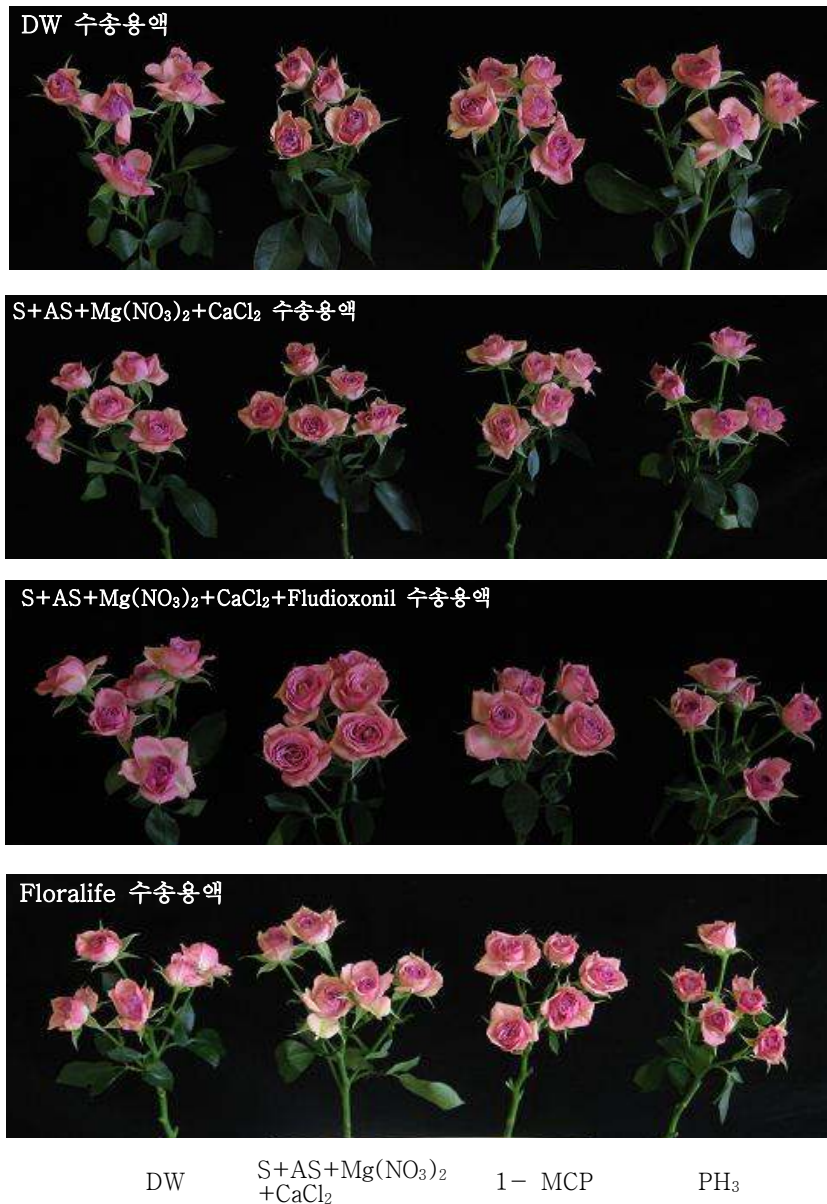 DW 수송용액
S+AS+Mg(NO₃)₂+CaCl₂ 수송용액
S+AS+Mg(NO₃)₂+CaCl₂+Fludioxonil 수송용액
Floralife 수송용액
DW
S+AS+Mg(NO₃)₂
+CaCl₂
1- MCP
PH₃